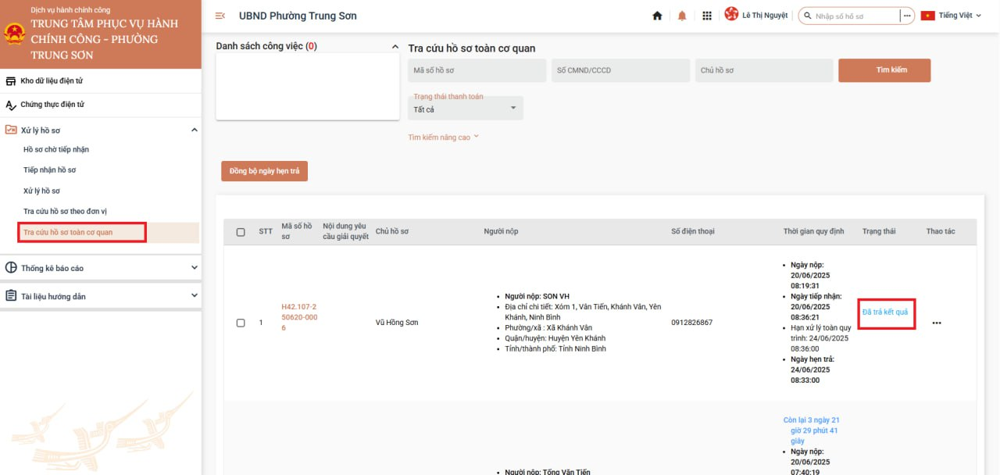 Dịch vụ hành chính công
TRUNG TÂM PHỤC VỤ HÀNH
CHÍNH CÔNG - PHƯỜNG
TRUNG SƠN
UBND Phường Trung Sơn
Lê Thị Nguyệt
Nhập số hồ sơ
Tiếng Việt
Kho dữ liệu điện tử
Chứng thực điện tử
Xử lý hồ sơ
Hồ sơ chờ tiếp nhận
Tiếp nhận hồ sơ
Xử lý hồ sơ
Tra cứu hồ sơ theo đơn vị
Tra cứu hồ sơ toàn cơ quan
Thống kê báo cáo
Tài liệu hướng dẫn
Danh sách công việc (0)
Tra cứu hồ sơ toàn cơ quan
Mã số hồ sơ
Số CMND/CCCD
Chủ hồ sơ
Tìm kiếm
Trạng thái thanh toán
Tất cả
Tìm kiếm nâng cao
Đồng bộ ngày hẹn trả
STT
Mã số hồ
sơ
Nội dung yêu
cầu giải quyết
Chủ hồ sơ
Người nộp
Số điện thoại
Thời gian quy định
Trạng thái
Thao tác
1
H42.107-2
50620-000
6
Vũ Hồng Sơn
Người nộp: SON VH
Địa chỉ chi tiết: Xóm 1, Vân Tiến, Khánh Vân, Yên
Khánh, Ninh Bình
Phường/xã : Xã Khánh Vân
Quận/huyện: Huyện Yên Khánh
Tỉnh/thành phố: Tỉnh Ninh Bình
0912826867
Ngày nộp:
20/06/2025
08:19:31
Ngày tiếp nhận:
20/06/2025
08:36:21
Hạn xử lý toàn quy
trình: 24/06/2025
08:36:00
Ngày hẹn trả:
24/06/2025
08:33:00
Đã trả kết quả
Còn lại 3 ngày 21
giờ 29 phút 41
giây
Ngày nộp:
20/06/2025
07:40:19
Người nộp: Tống Văn Tiến